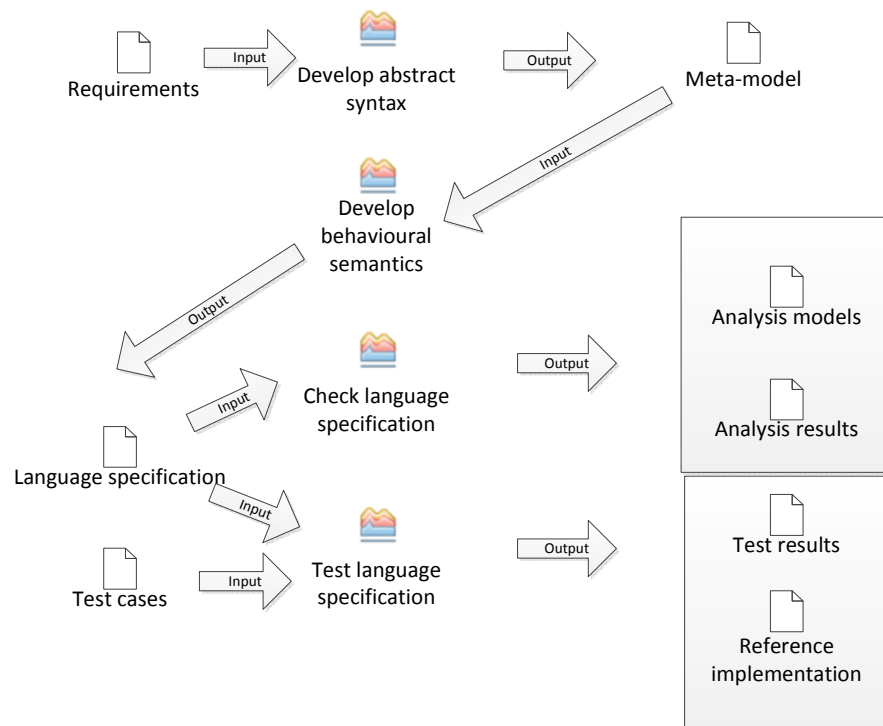 Requirements
Input
Develop abstract
syntax
Output
Meta-model
Input
Develop
behavioural
semantics
Output
Language specification
Input
Check language
specification
Output
Analysis models
Analysis results
Input
Test cases
Input
Test language
specification
Output
Test results
Reference
implementation